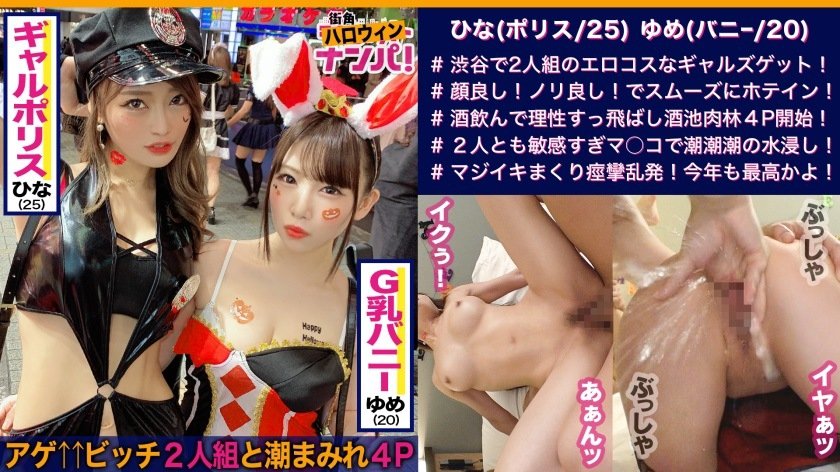 カラオケ
街角
ハロウィン
ナンパ!
ギャルポリス
ひな
(25)
Happy
G乳バニー
ゆめ
(20)
アゲ↑↑ビッチ2人組と潮まみれ4P
ひな(ポリス/25) ゆめ(バニー/20)
# 渋谷で2人組のエロコスなギャルズゲット!
# 顔良し!ノリ良し!でスムーズにホテイン!
# 酒飲んで理性すっ飛ばし酒池肉林4P開始!
# 2人とも敏感すぎマ○コで潮潮潮の水浸し!
# マジイキまくり痙攣乱発!今年も最高かよ!
イクぅ!
あぁんッ
ぶっしゃ
ぶっしゃ
イヤぁッ